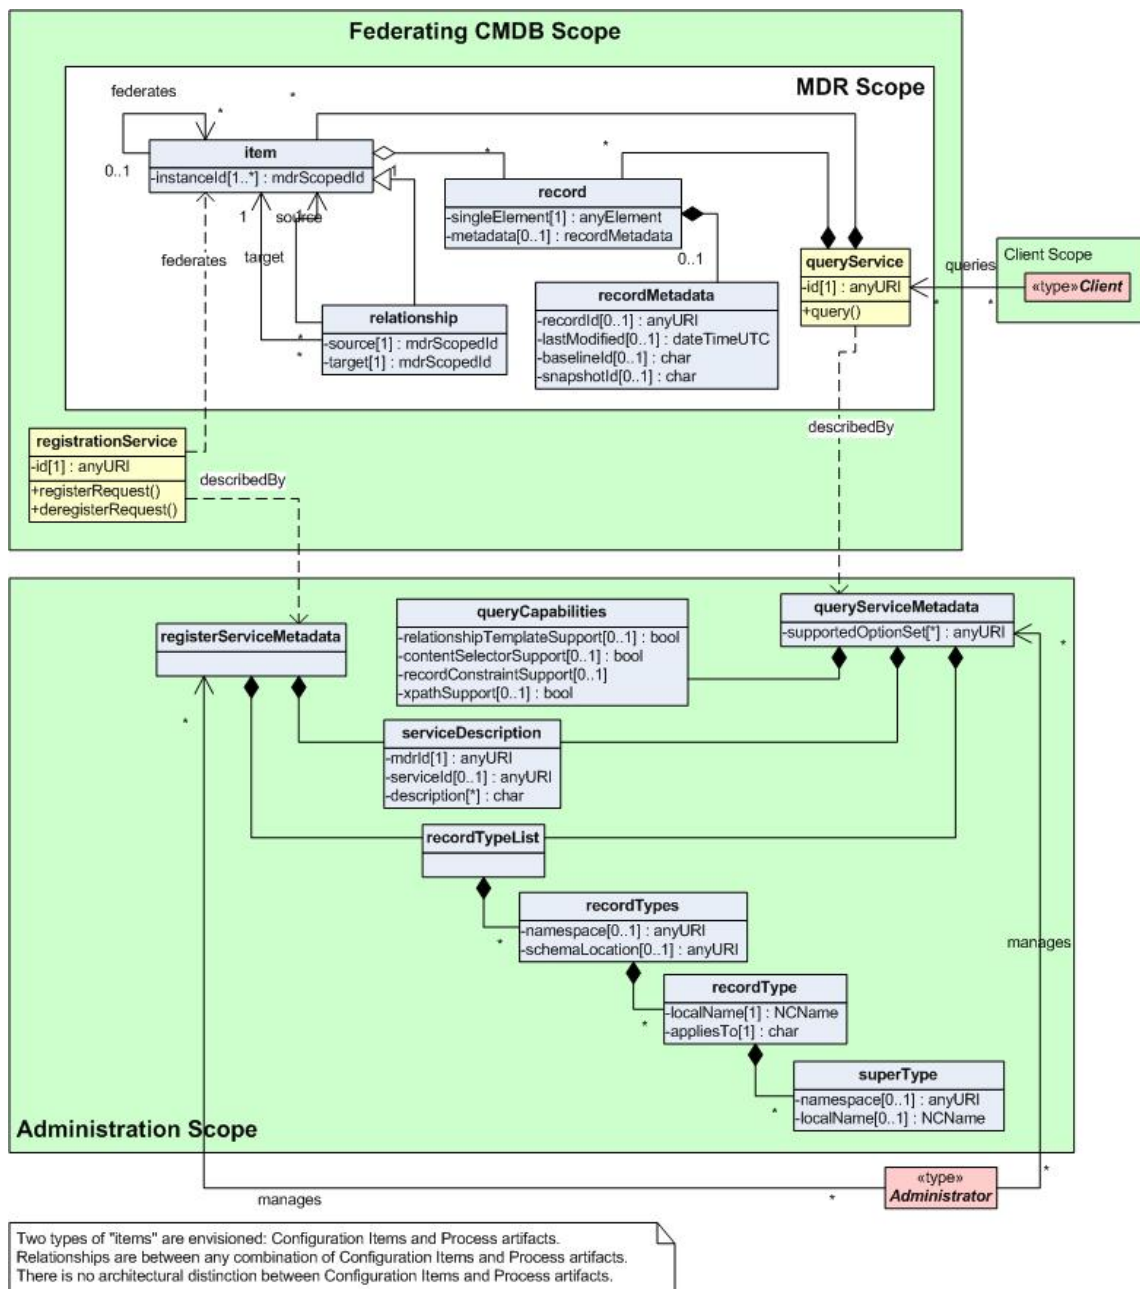 Federating CMDB Scope
MDR Scope
federates
*
0..1
item
-instanceId[1..*] : mdrScopedId
*
*
*
1
record
-singleElement[1] : anyElement
-metadata[0..1] : recordMetadata
0..1
1
source
1
target
federates
relationship
-source[1] : mdrScopedId
-target[1] : mdrScopedId
*
*
recordMetadata
-recordId[0..1] : anyURI
-lastModified[0..1] : dateTimeUTC
-baselineId[0..1] : char
-snapshotId[0..1] : char
queryService
-id[1] : anyURI
+query()
queries
*
*
Client Scope
«type»Client
describedBy
registrationService
-id[1] : anyURI
+registerRequest()
+deregisterRequest()
describedBy
registerServiceMetadata
*
queryCapabilities
-relationshipTemplateSupport[0..1] : bool
-contentSelectorSupport[0..1] : bool
-recordConstraintSupport[0..1]
-xpathSupport[0..1] : bool
queryServiceMetadata
-supportedOptionSet[*] : anyURI
*
serviceDescription
-mdrId[1] : anyURI
-serviceId[0..1] : anyURI
-description[*] : char
recordTypeList
recordTypes
-namespace[0..1] : anyURI
-schemaLocation[0..1] : anyURI
*
manages
recordType
-localName[1] : NCName
-appliesTo[1] : char
*
superType
-namespace[0..1] : anyURI
-localName[0..1] : NCName
*
Administration Scope
manages
*
«type»
Administrator
*
Two types of "items" are envisioned: Configuration Items and Process artifacts.
Relationships are between any combination of Configuration Items and Process artifacts.
There is no architectural distinction between Configuration Items and Process artifacts.